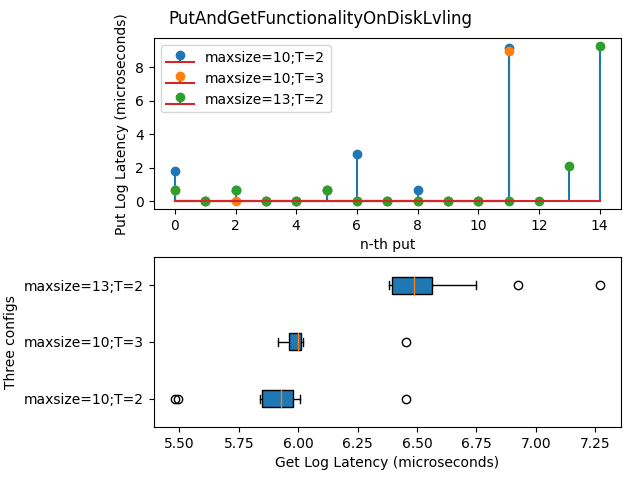 PutAndGetFunctionalityOnDiskLvling
Put Log Latency (microseconds)
8
6
4
2
0
maxsize=10;T=2
maxsize=10;T=3
maxsize=13;T=2
0 2 4 6 8 10 12 14
n-th put
Three configs
maxsize=13;T=2
maxsize=10;T=3
maxsize=10;T=2
5.50 5.75 6.00 6.25 6.50 6.75 7.00 7.25
Get Log Latency (microseconds)